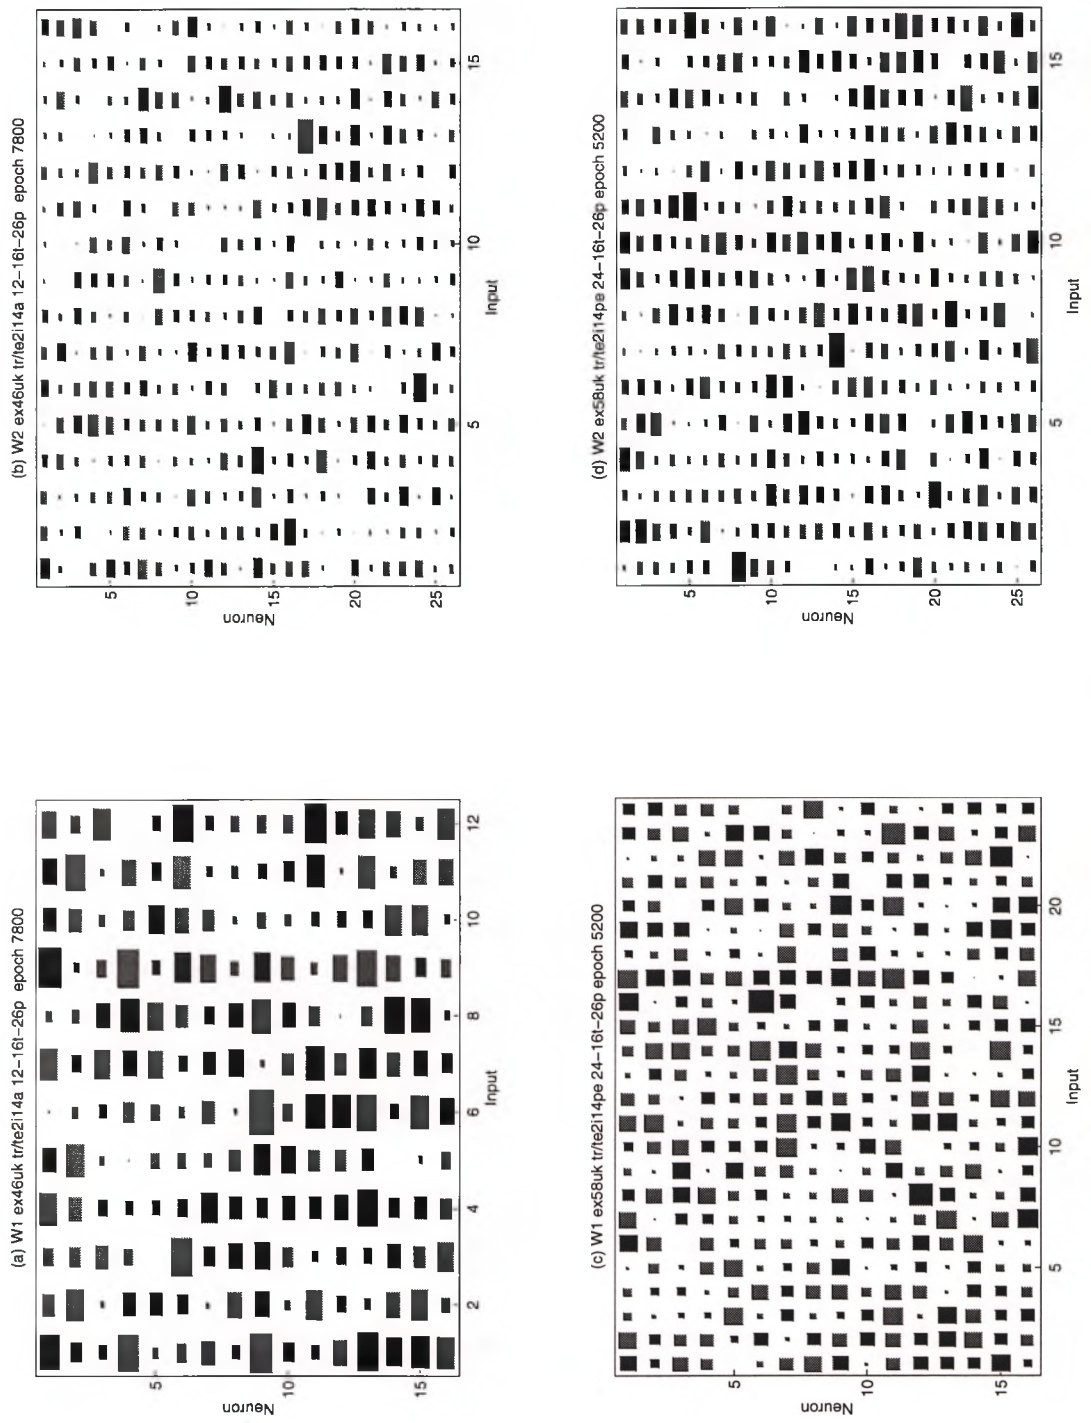 (a) W1 ex46uk tr/te2i14a 12–16t–26p epoch 7800
Neuron
5
10
15
2
4
6
8
10
12
Input
(b) W2 ex46uk tr/te2i14a 12–16t–26p epoch 7800
Neuron
5
10
15
20
25
5
10
15
Input
(c) W1 ex58uk tr/te2i14pe 24–16t–26p epoch 5200
Neuron
5
10
15
5
10
15
20
Input
(d) W2 ex58uk tr/te2i14pe 24–16t–26p epoch 5200
Neuron
5
10
15
20
25
5
10
15
Input